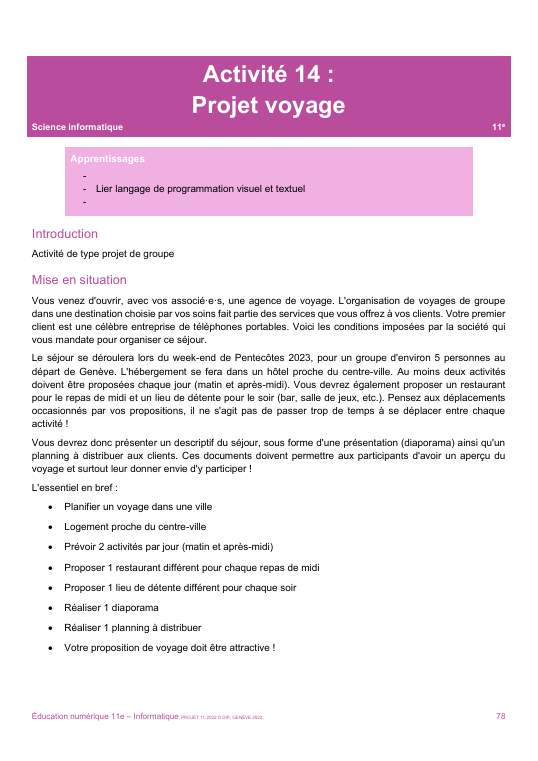 Activité 14 :
Projet voyage
Science informatique 11e
Apprentissages
-
- Lier langage de programmation visuel et textuel
-
Introduction
Activité de type projet de groupe
Mise en situation
Vous venez d'ouvrir, avec vos associé·e·s, une agence de voyage. L'organisation de voyages de groupe
dans une destination choisie par vos soins fait partie des services que vous offrez à vos clients. Votre premier
client est une célèbre entreprise de téléphones portables. Voici les conditions imposées par la société qui
vous mandate pour organiser ce séjour.
Le séjour se déroulera lors du week-end de Pentecôtes 2023, pour un groupe d'environ 5 personnes au
départ de Genève. L'hébergement se fera dans un hôtel proche du centre-ville. Au moins deux activités
doivent être proposées chaque jour (matin et après-midi). Vous devrez également proposer un restaurant
pour le repas de midi et un lieu de détente pour le soir (bar, salle de jeux, etc.). Pensez aux déplacements
occasionnés par vos propositions, il ne s'agit pas de passer trop de temps à se déplacer entre chaque
activité !
Vous devrez donc présenter un descriptif du séjour, sous forme d'une présentation (diaporama) ainsi qu'un
planning à distribuer aux clients. Ces documents doivent permettre aux participants d'avoir un aperçu du
voyage et surtout leur donner envie d'y participer !
L'essentiel en bref :
• Planifier un voyage dans une ville
• Logement proche du centre-ville
• Prévoir 2 activités par jour (matin et après-midi)
• Proposer 1 restaurant différent pour chaque repas de midi
• Proposer 1 lieu de détente différent pour chaque soir
• Réaliser 1 diaporama
• Réaliser 1 planning à distribuer
• Votre proposition de voyage doit être attractive !
Éducation numérique 11e – Informatique PROJET 11.2022 © DIP, GENÈVE 2022 78